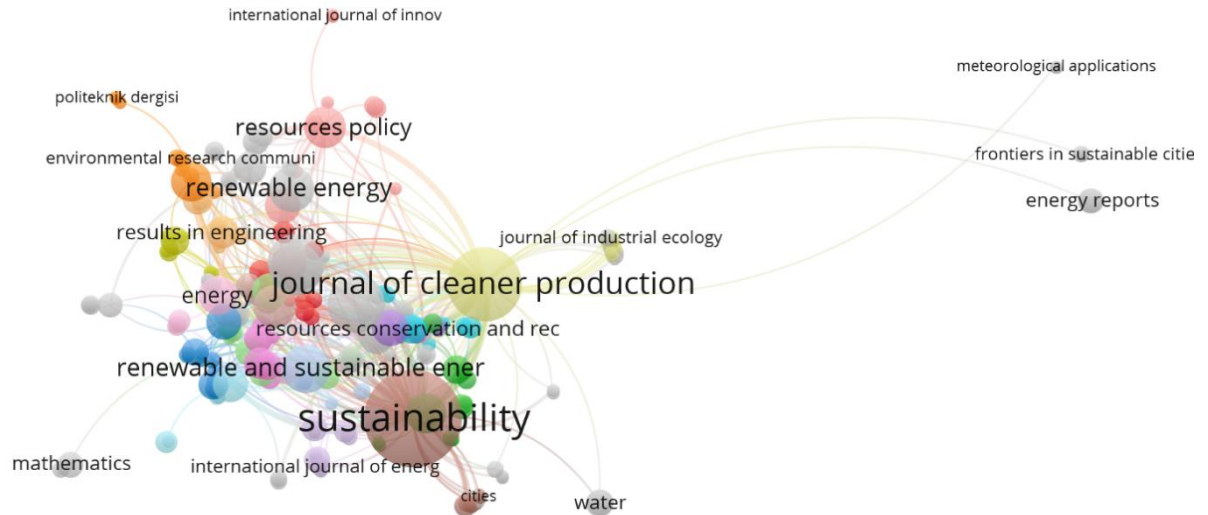 international journal of innov
meteorological applications
politeknik dergisi
resources policy
environmental research communi
frontiers in sustainable citie
renewable energy
energy reports
results in engineering
journal of industrial ecology
journal of cleaner production
energy
resources conservation and rec
renewable and sustainable ener
sustainability
mathematics
international journal of energ
cities
water